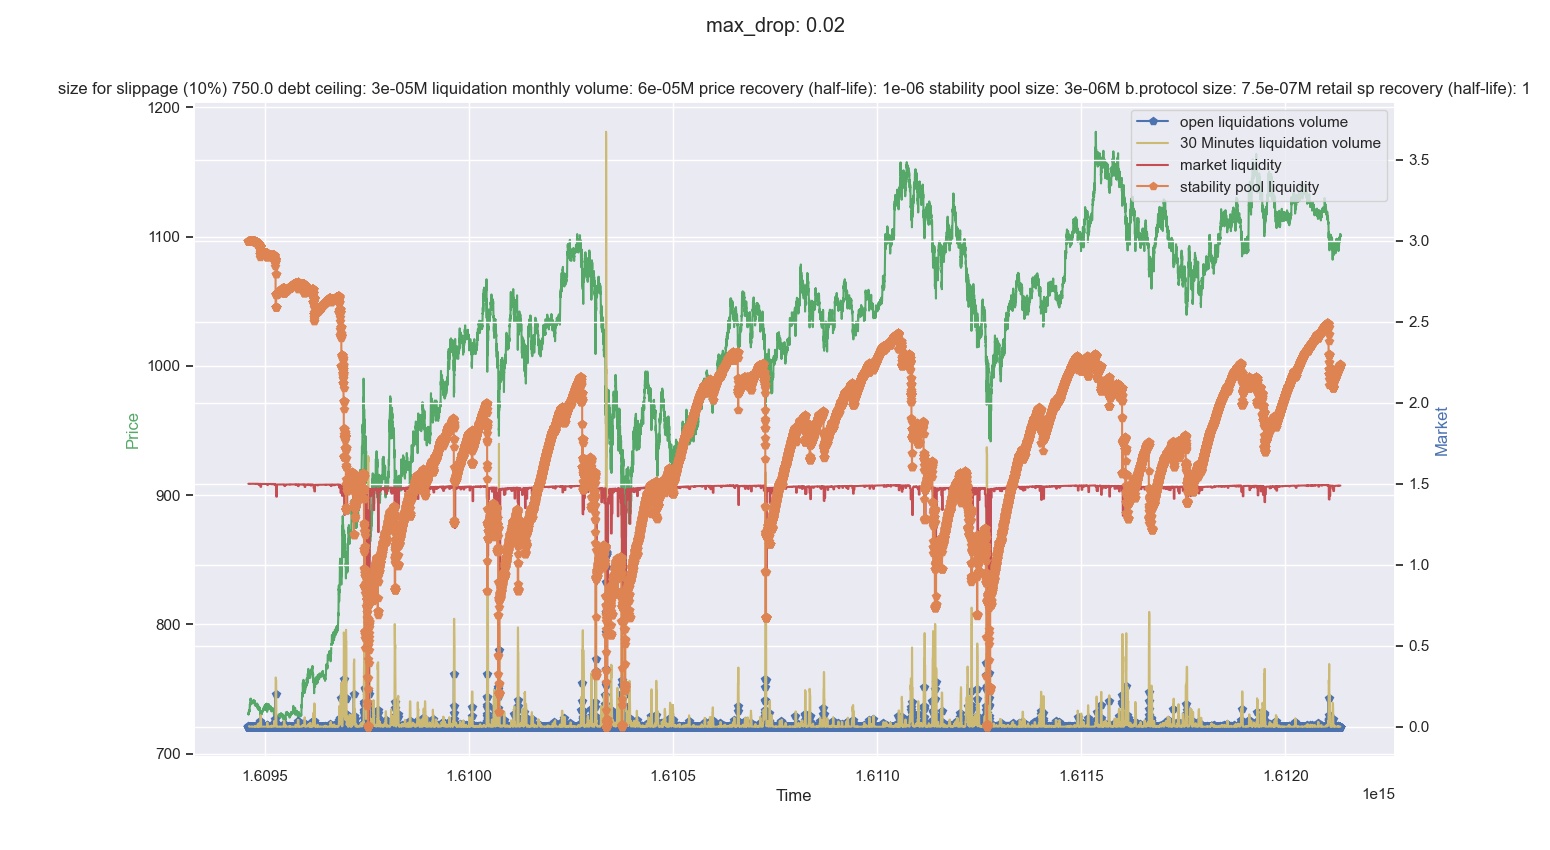 max_drop: 0.02
size for slippage (10%) 750.0 debt ceiling: 3e-05M liquidation monthly volume: 6e-05M price recovery (half-life): 1e-06 stability pool size: 3e-06M b.protocol size: 7.5e-07M retail sp recovery (half-life): 1
open liquidations volume
30 Minutes liquidation volume
market liquidity
stability pool liquidity
1200
1100
1000
900
800
700
Price
3.5
3.0
2.5
2.0
1.5
1.0
0.5
0.0
Market
1.6095 1.6100 1.6105 1.6110 1.6115 1.6120
Time
1e15